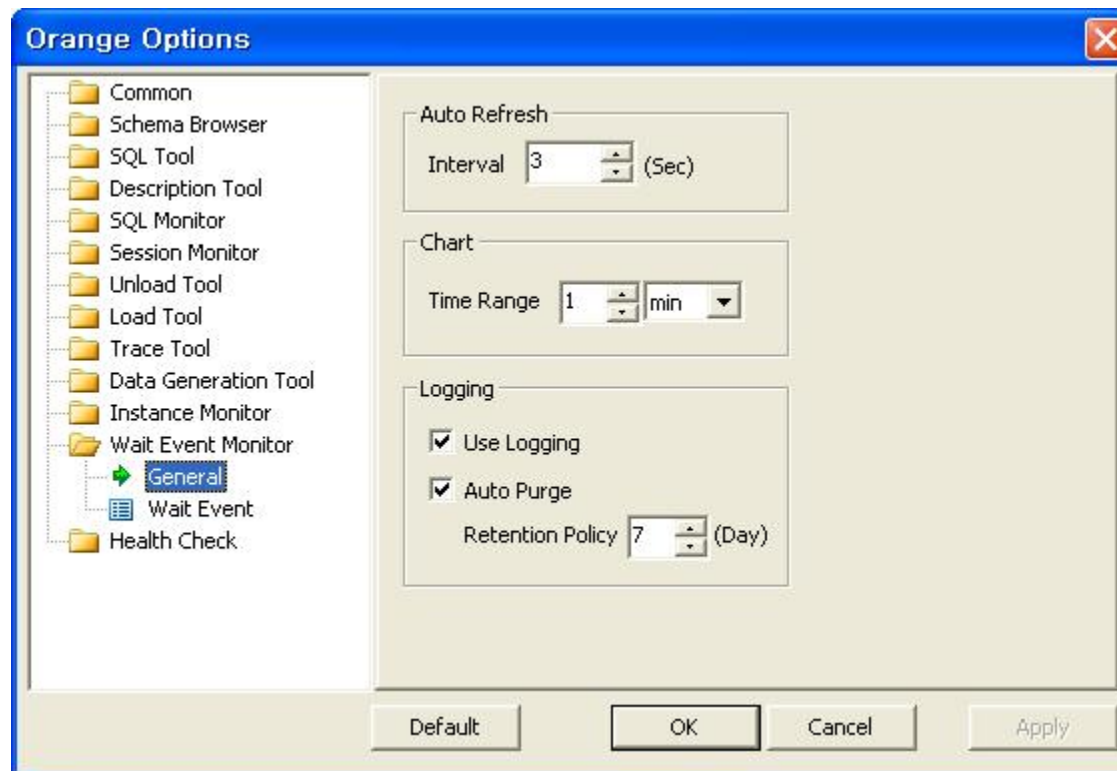 Orange Options
Common
Schema Browser
SQL Tool
Description Tool
SQL Monitor
Session Monitor
Unload Tool
Load Tool
Trace Tool
Data Generation Tool
Instance Monitor
Wait Event Monitor
General
Wait Event
Health Check
Auto Refresh
Interval 3 (Sec)
Chart
Time Range 1 min
Logging
Use Logging
Auto Purge
Retention Policy 7 (Day)
Default OK Cancel Apply